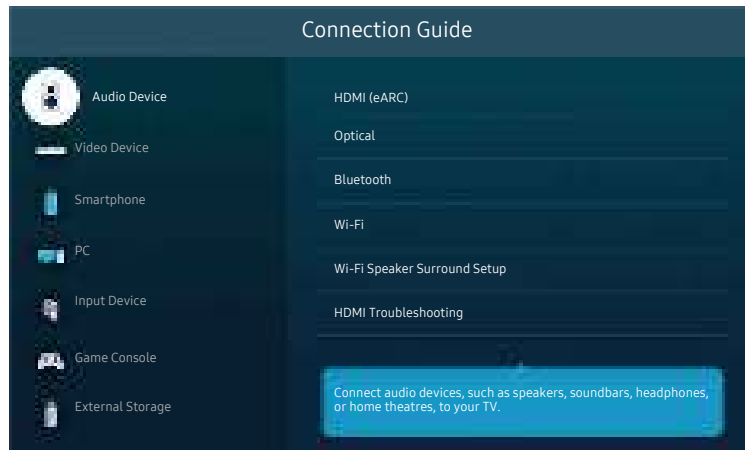 Connection Guide
Audio Device
Video Device
Smartphone
PC
Input Device
Game Console
External Storage
HDMI (eARC)
Optical
Bluetooth
Wi-Fi
Wi-Fi Speaker Surround Setup
HDMI Troubleshooting
Connect audio devices, such as speakers, soundbars, headphones,
or home theatres, to your TV.